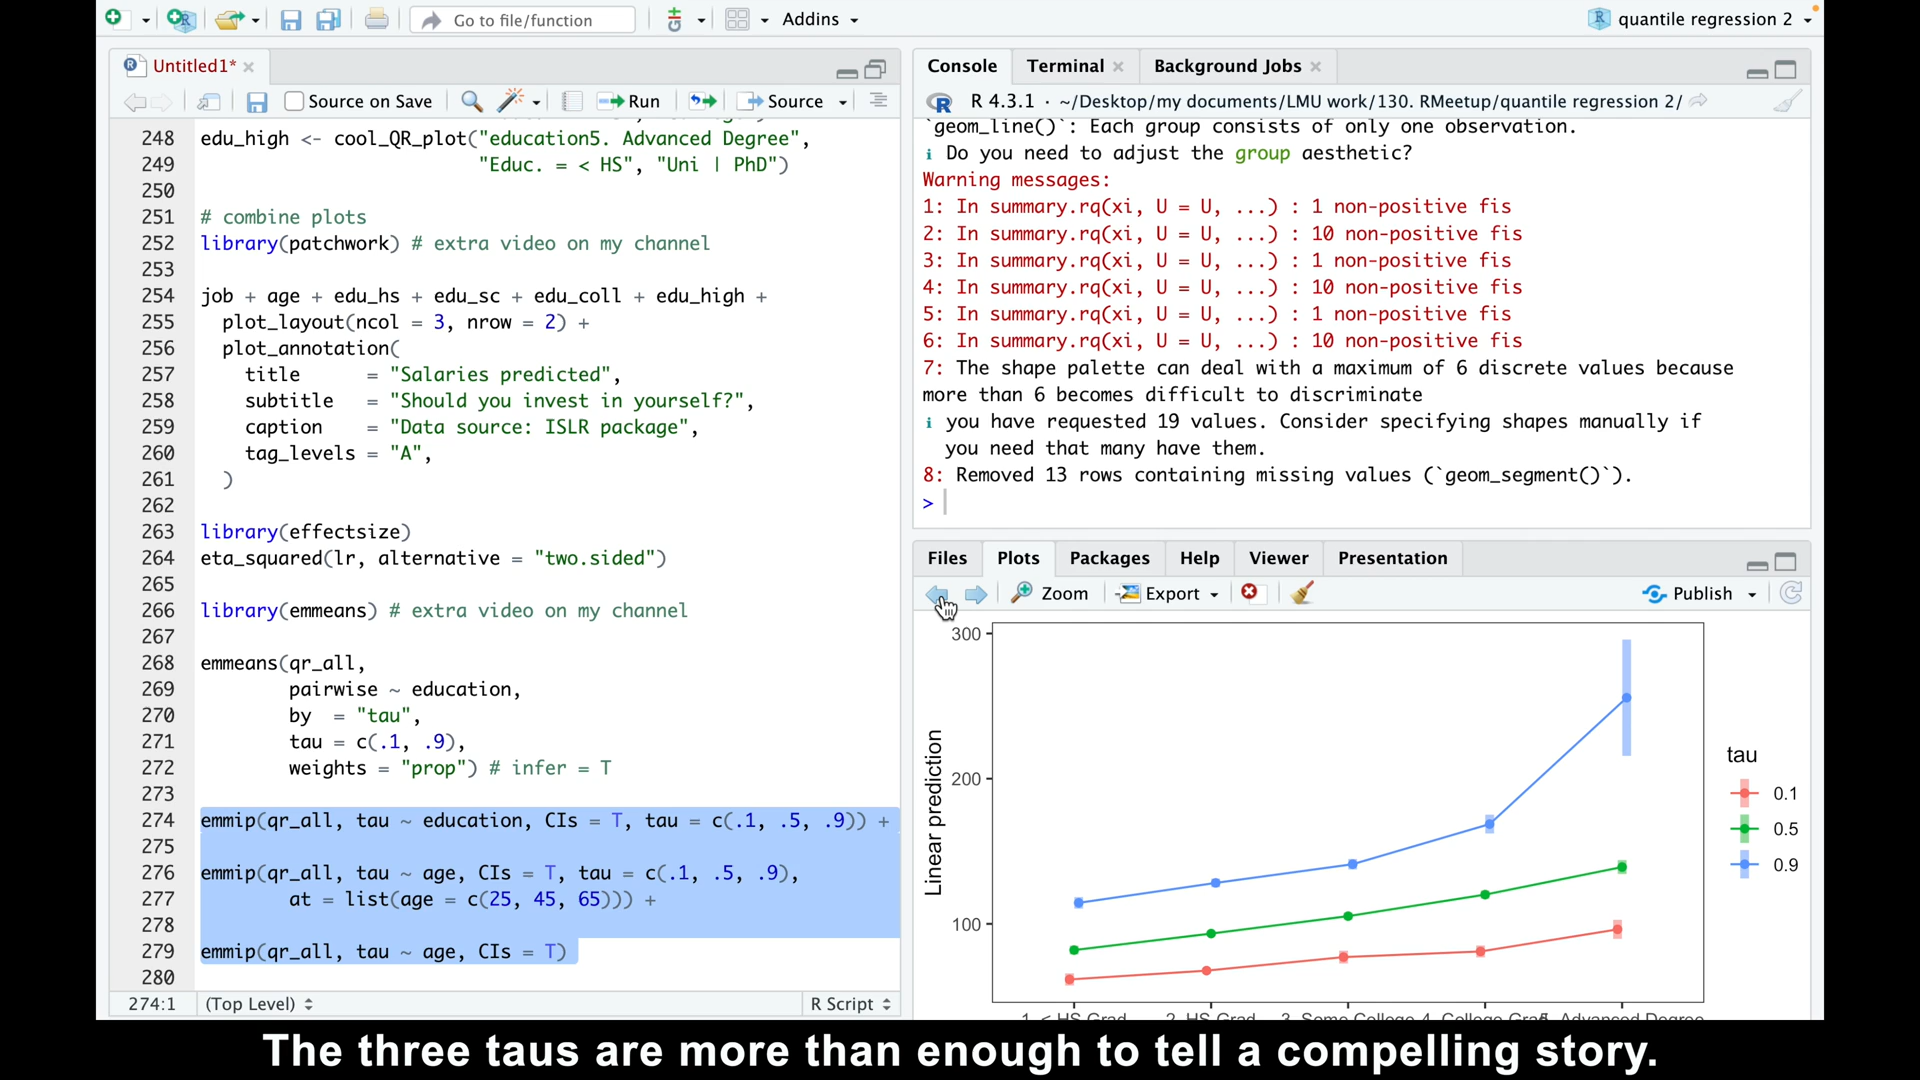 Go to file/function
Addins
quantile regression 2
Untitled1*
Source on Save
Run
Source
248 edu_high <- cool_QR_plot("education5. Advanced Degree",
249 "Educ. = < HS", "Uni | PhD")
250
251 # combine plots
252 library(patchwork) # extra video on my channel
253
254 job + age + edu_hs + edu_sc + edu_coll + edu_high +
255 plot_layout(ncol = 3, nrow = 2) +
256 plot_annotation(
257 title = "Salaries predicted",
258 subtitle = "Should you invest in yourself?",
259 caption = "Data source: ISLR package",
260 tag_levels = "A",
261 )
262
263 library(effectsize)
264 eta_squared(lr, alternative = "two.sided")
265
266 library(emmeans) # extra video on my channel
267
268 emmeans(qr_all,
269 pairwise ~ education,
270 by = "tau",
271 tau = c(.1, .9),
272 weights = "prop") # infer = T
273
274 emmip(qr_all, tau ~ education, CIs = T, tau = c(.1, .5, .9)) +
275
276 emmip(qr_all, tau ~ age, CIs = T, tau = c(.1, .5, .9),
277 at = list(age = c(25, 45, 65))) +
278
279 emmip(qr_all, tau ~ age, CIs = T)
280
274:1 (Top Level) R Script
Console Terminal Background Jobs
R 4.3.1 · ~/Desktop/my documents/LMU work/130. RMeetup/quantile regression 2/
`geom_line()`: Each group consists of only one observation.
i Do you need to adjust the group aesthetic?
Warning messages:
1: In summary.rq(xi, U = U, ...) : 1 non-positive fis
2: In summary.rq(xi, U = U, ...) : 10 non-positive fis
3: In summary.rq(xi, U = U, ...) : 1 non-positive fis
4: In summary.rq(xi, U = U, ...) : 10 non-positive fis
5: In summary.rq(xi, U = U, ...) : 1 non-positive fis
6: In summary.rq(xi, U = U, ...) : 10 non-positive fis
7: The shape palette can deal with a maximum of 6 discrete values because
more than 6 becomes difficult to discriminate
i you have requested 19 values. Consider specifying shapes manually if
you need that many have them.
8: Removed 13 rows containing missing values (`geom_segment()`).
>
Files Plots Packages Help Viewer Presentation
Zoom Export Publish
300
200
100
Linear prediction
tau
0.1
0.5
0.9
1. < HS Grad 2. HS Grad 3. Some College 4. College Grad 5. Advanced Degree
The three taus are more than enough to tell a compelling story.